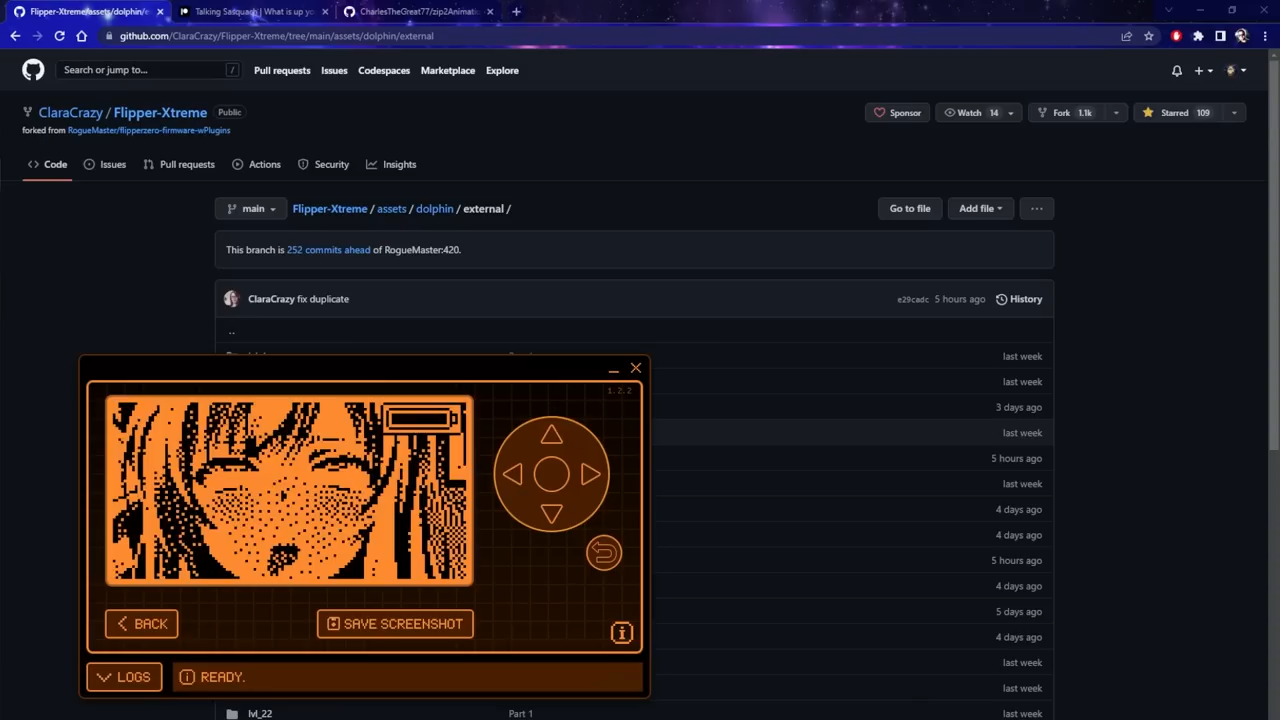 Flipper-Xtreme/assets/dolphin/e
Talking Sasquach | What is up yo
CharlesTheGreat77/zip2Animatio
github.com/ClaraCrazy/Flipper-Xtreme/tree/main/assets/dolphin/external
Search or jump to...
/
Pull requests
Issues
Codespaces
Marketplace
Explore
ClaraCrazy / Flipper-Xtreme
Public
Sponsor
Watch 14
Fork 1.1k
Starred 109
forked from RogueMaster/flipperzero-firmware-wPlugins
Code
Issues
Pull requests
Actions
Security
Insights
main
Flipper-Xtreme / assets / dolphin / external /
Go to file
Add file
This branch is 252 commits ahead of RogueMaster:420.
ClaraCrazy fix duplicate
e29cadc 5 hours ago
History
..
last week
last week
3 days ago
last week
5 hours ago
last week
4 days ago
4 days ago
5 hours ago
4 days ago
5 days ago
4 days ago
last week
last week
1.2.2
BACK
SAVE SCREENSHOT
LOGS
READY.
lvl_22
Part 1